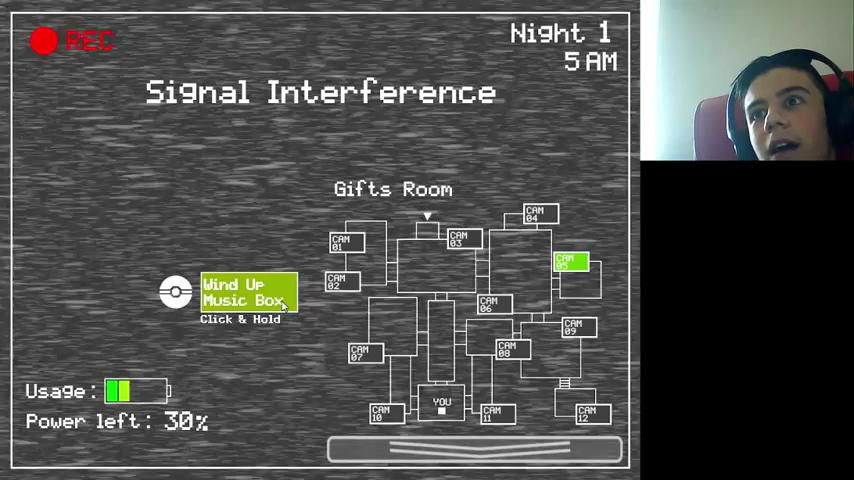 REC
Night 1
5 AM
Signal Interference
Gifts Room
CAM 04
CAM 01
CAM 03
CAM 05
CAM 02
Wind Up
Music Box
Click & Hold
CAM 06
CAM 09
CAM 07
CAM 08
Usage:
YOU
CAM 10
CAM 11
CAM 12
Power left: 30%